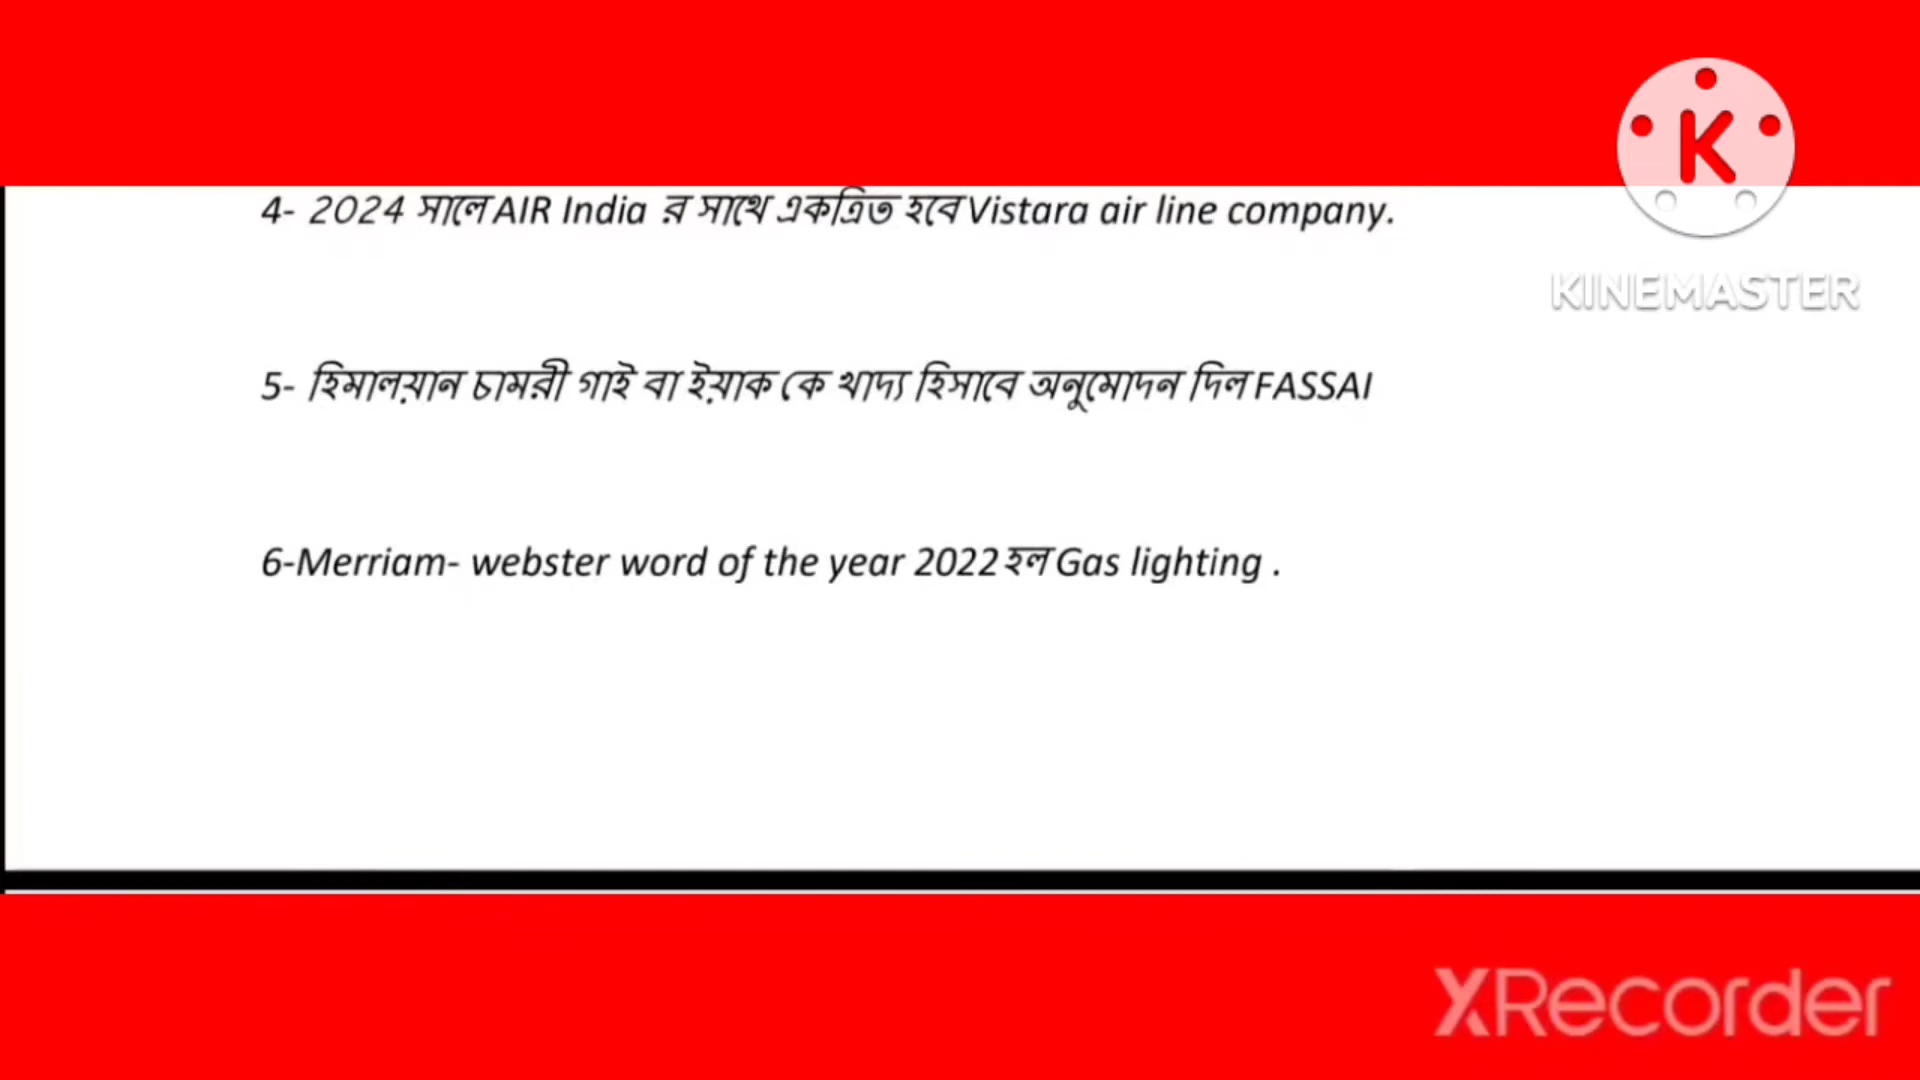 K
KINEMASTER
4- 2024 সালে AIR India র সাথে একত্রিত হবে Vistara air line company.
5- হিমালয়ান চামরী গাই বা ইয়াক কে খাদ্য হিসাবে অনুমোদন দিল FASSAI
6-Merriam- webster word of the year 2022 হল Gas lighting .
XRecorder